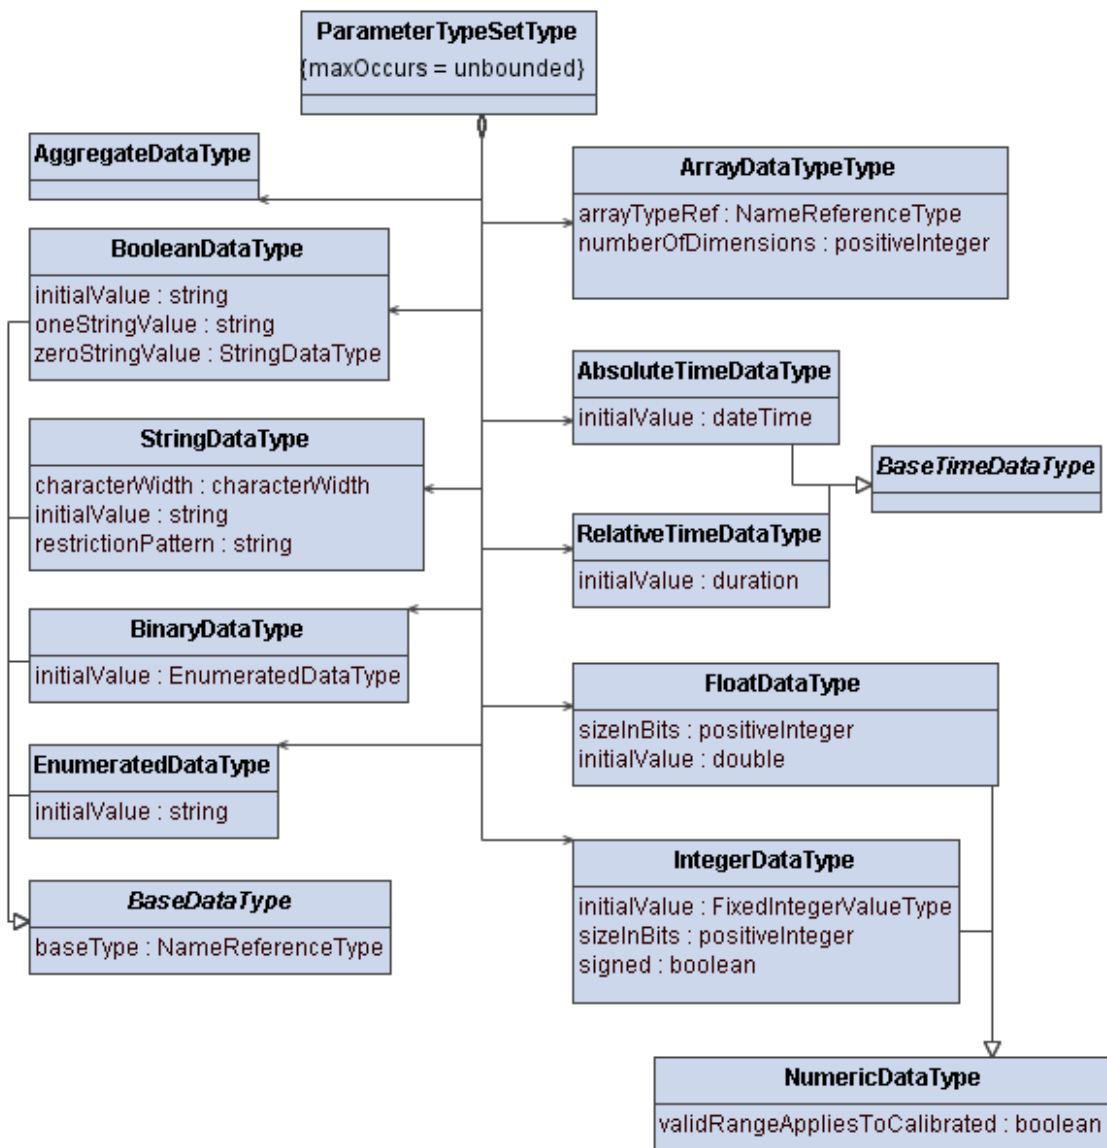 ParameterTypeSetType
{maxOccurs = unbounded}
AggregateDataType
ArrayDataTypeType
arrayTypeRef : NameReferenceType
numberOfDimensions : positiveInteger
BooleanDataType
initialValue : string
oneStringValue : string
zeroStringValue : StringDataType
AbsoluteTimeDataType
initialValue : dateTime
StringDataType
characterWidth : characterWidth
initialValue : string
restrictionPattern : string
BaseTimeDataType
RelativeTimeDataType
initialValue : duration
BinaryDataType
initialValue : EnumeratedDataType
FloatDataType
sizeInBits : positiveInteger
initialValue : double
EnumeratedDataType
initialValue : string
IntegerDataType
initialValue : FixedIntegerValueType
sizeInBits : positiveInteger
signed : boolean
BaseDataType
baseType : NameReferenceType
NumericDataType
validRangeAppliesToCalibrated : boolean